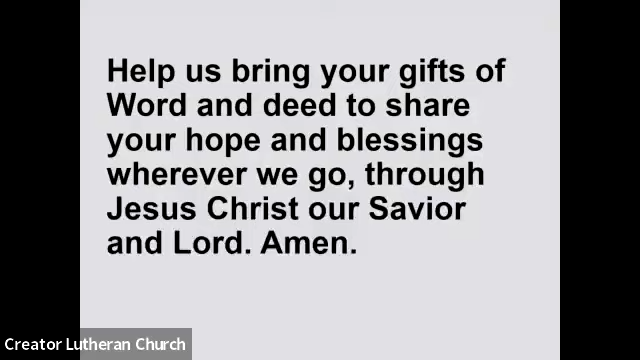 Help us bring your gifts of
Word and deed to share
your hope and blessings
wherever we go, through
Jesus Christ our Savior
and Lord. Amen.
Creator Lutheran Church